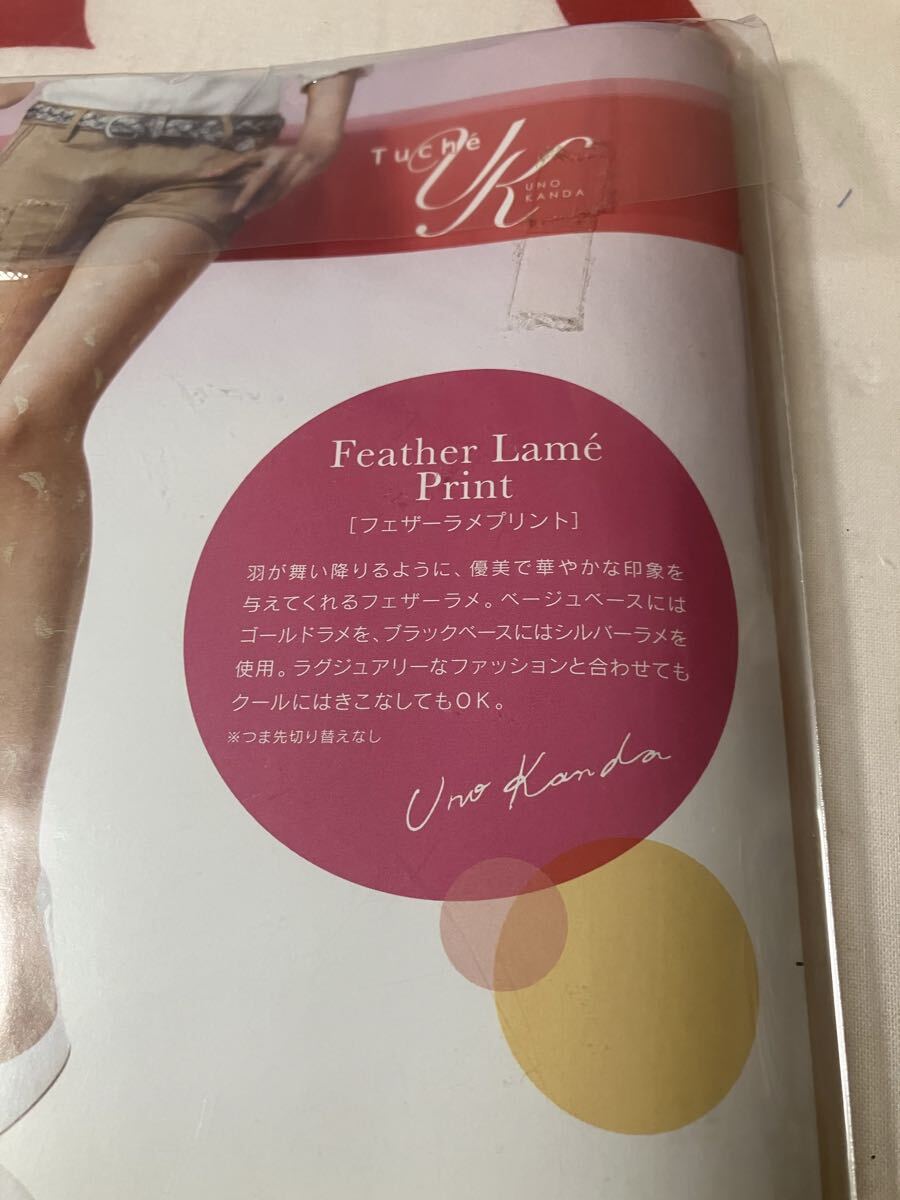 Tuché
UK
UNO
KANDA
Feather Lamé
Print
［フェザーラメプリント］
羽が舞い降りるように、優美で華やかな印象を
与えてくれるフェザーラメ。ベージュベースには
ゴールドラメを、ブラックベースにはシルバーラメを
使用。ラグジュアリーなファッションと合わせても
クールにはきこなしてもOK。
※つま先切り替えなし
Uno Kanda